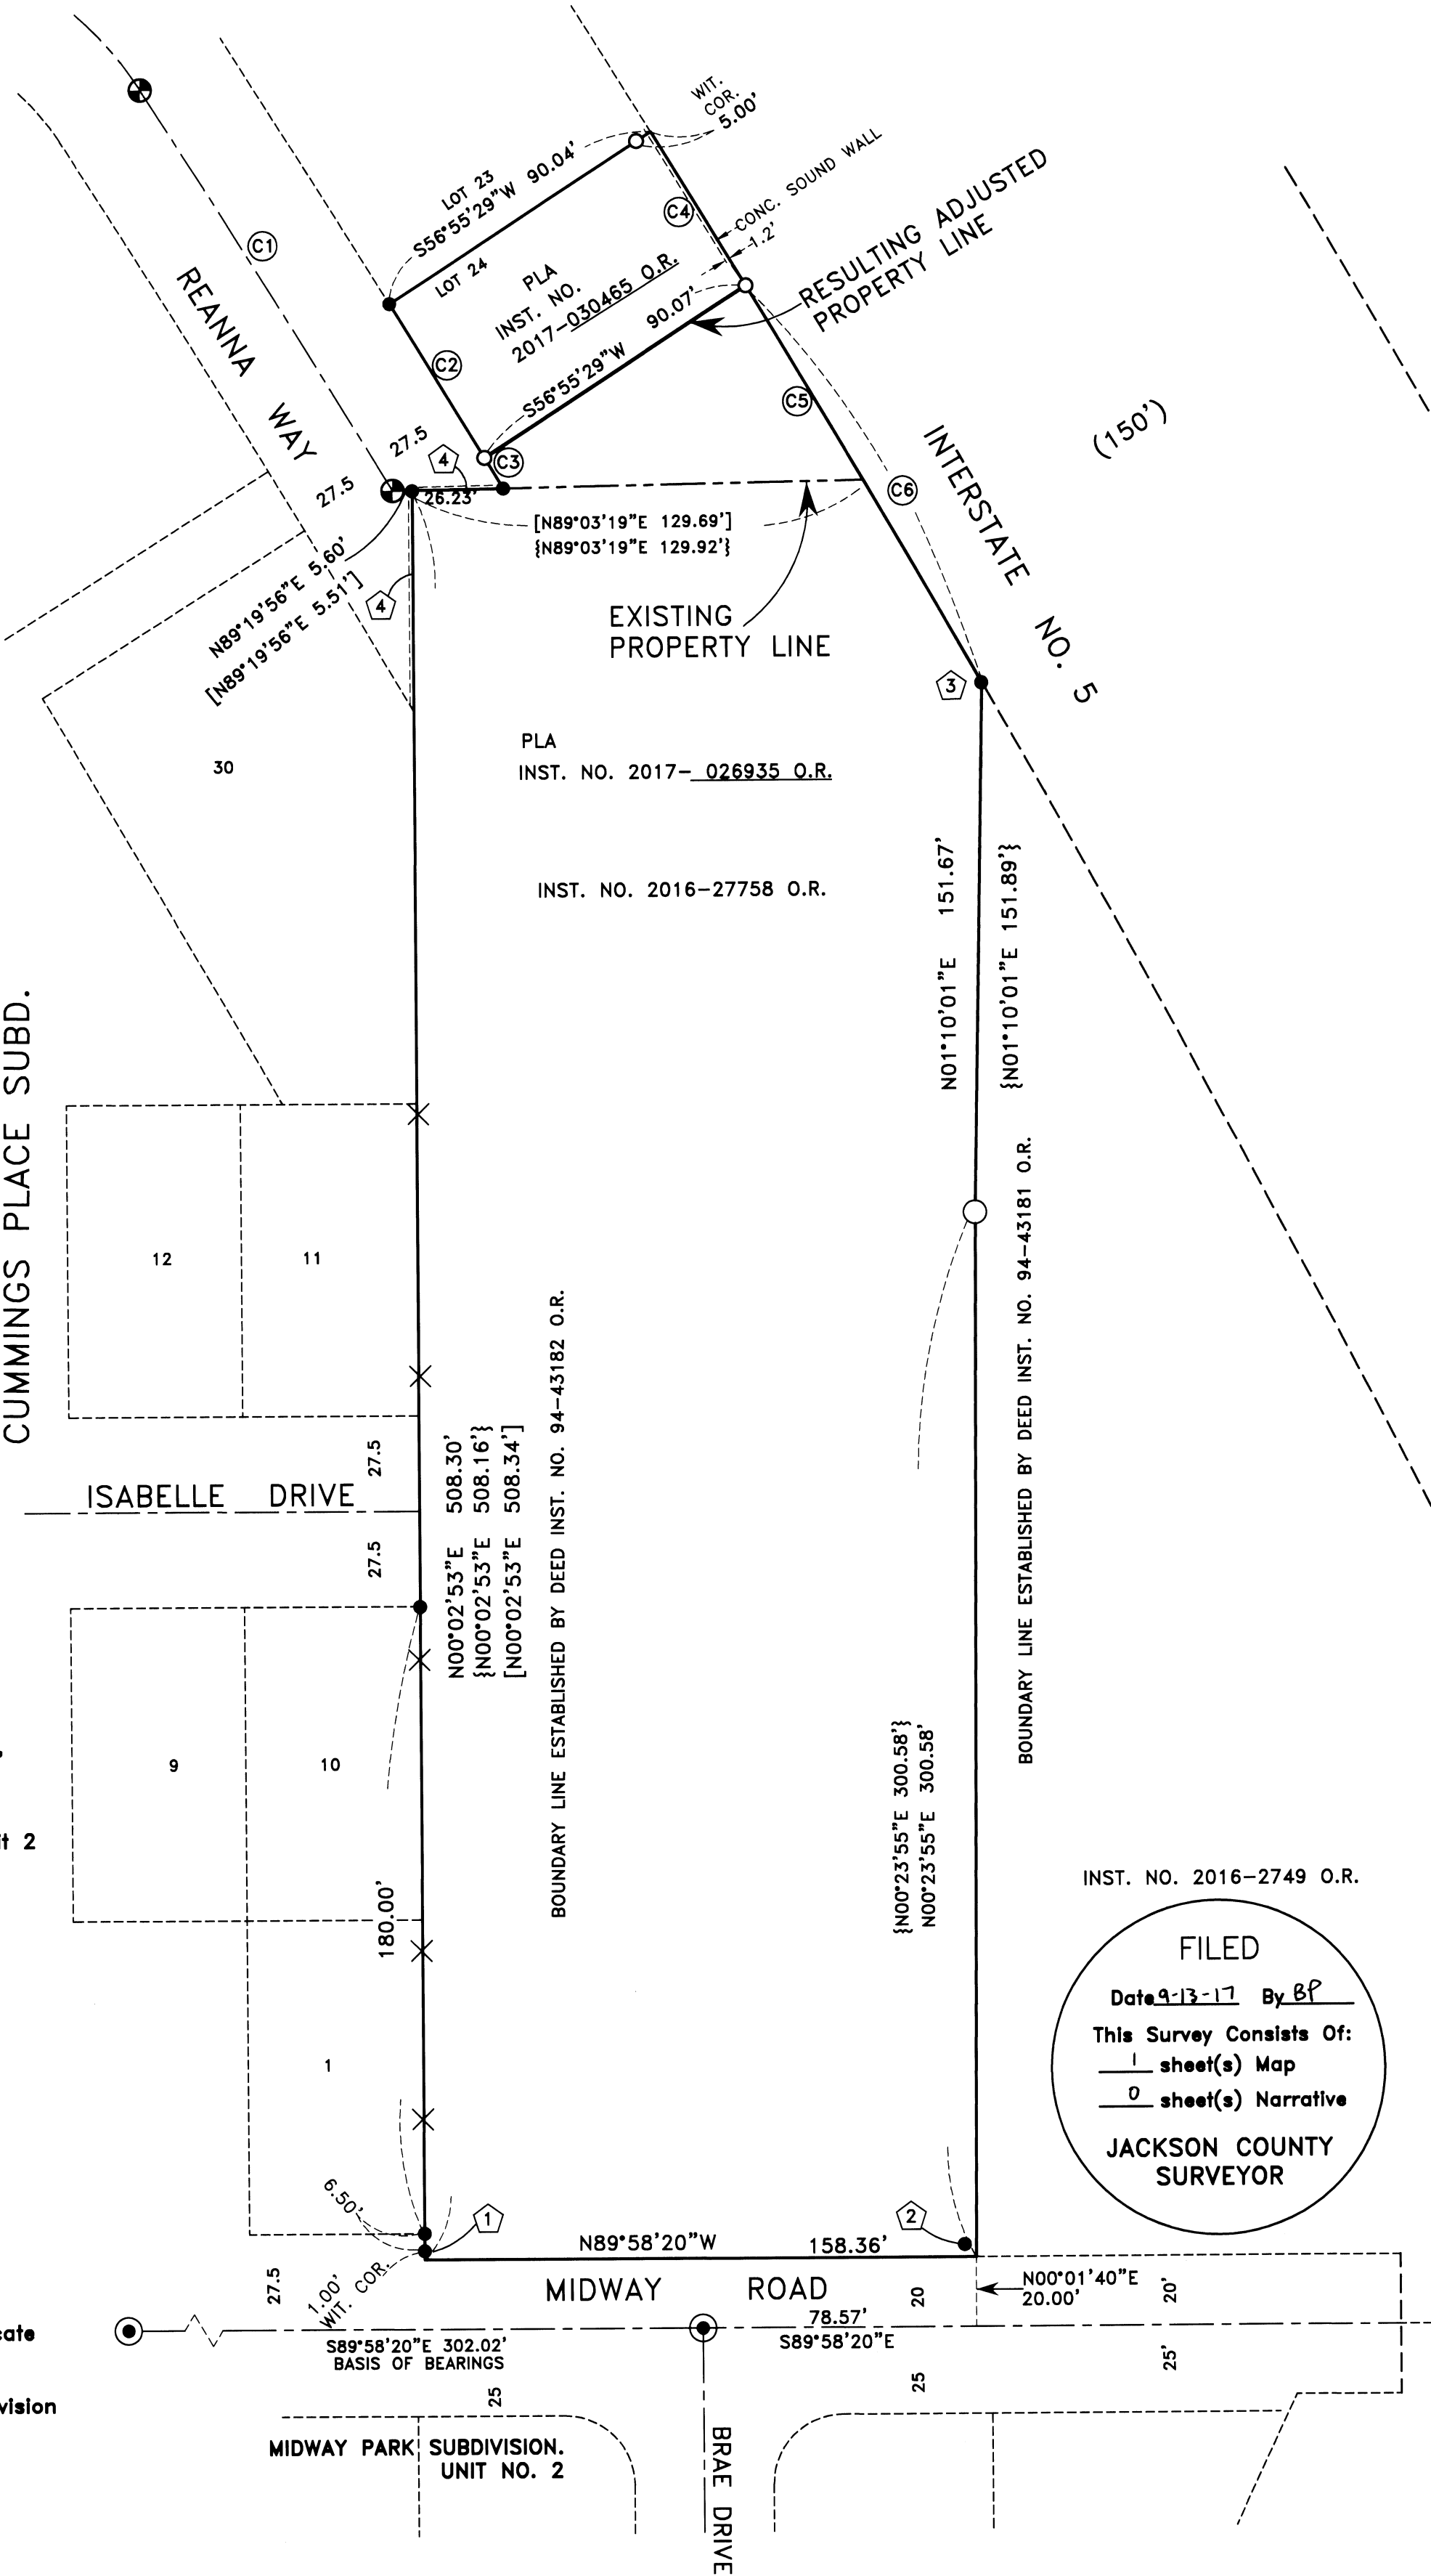 WIT.
COR.
5.00'
LOT 23
S56°55'29"W 90.04'
LOT 24
C4
CONC. SOUND WALL
1.2'
RESULTING ADJUSTED
PROPERTY LINE
C1
PLA
INST. NO.
2017-030465 O.R.
REANNA WAY
C2
90.07'
S56°55'29"W
C5
INTERSTATE NO. 5
(150')
27.5
4
C3
27.5
26.23'
C6
[N89°03'19"E 129.69']
{N89°03'19"E 129.92'}
N89°19'56"E 5.60'
[N89°19'56"E 5.51']
4
EXISTING
PROPERTY LINE
3
30
PLA
INST. NO. 2017- 026935 O.R.
INST. NO. 2016-27758 O.R.
N01°10'01"E 151.67'
{N01°10'01"E 151.89'}
CUMMINGS PLACE SUBD.
12
11
BOUNDARY LINE ESTABLISHED BY DEED INST. NO. 94-43181 O.R.
BOUNDARY LINE ESTABLISHED BY DEED INST. NO. 94-43182 O.R.
27.5
ISABELLE DRIVE
27.5
N00°02'53"E 508.30'
{N00°02'53"E 508.16'}
[N00°02'53"E 508.34']
9
10
it 2
180.00'
{N00°23'55"E 300.58'}
N00°23'55"E 300.58'
INST. NO. 2016-2749 O.R.
FILED
Date 9-13-17 By BP
This Survey Consists Of:
1 sheet(s) Map
0 sheet(s) Narrative
JACKSON COUNTY
SURVEYOR
1
6.50'
1
2
N89°58'20"W 158.36'
27.5
1.00'
WIT. COR.
MIDWAY ROAD
20
N00°01'40"E
20.00'
20'
cate
78.57'
S89°58'20"E
S89°58'20"E 302.02'
BASIS OF BEARINGS
25
25
25'
vision
MIDWAY PARK SUBDIVISION.
UNIT NO. 2
BRAE DRIVE